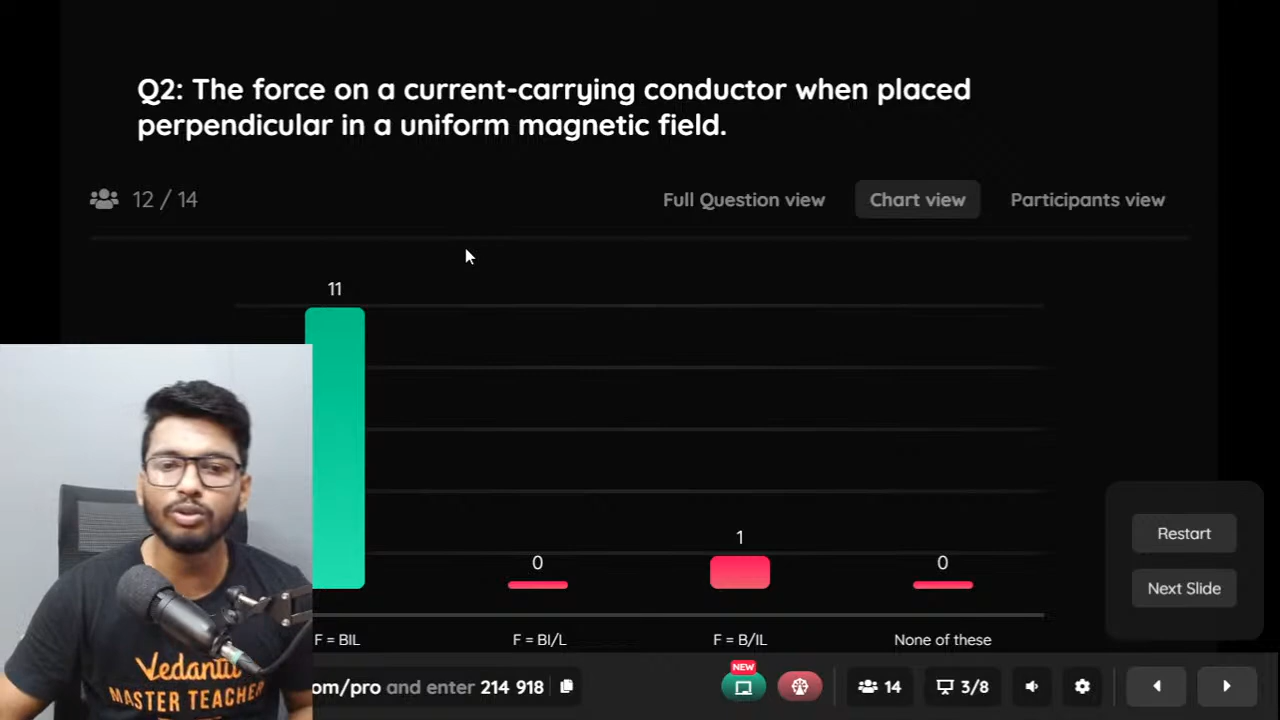 Q2: The force on a current-carrying conductor when placed
perpendicular in a uniform magnetic field.
12 / 14
Full Question view
Chart view
Participants view
11
0
1
0
F = BIL
F = BI/L
F = B/IL
None of these
Restart
Next Slide
Vedantu
MASTER TEACHER
om/pro and enter 214 918
NEW
14
3/8